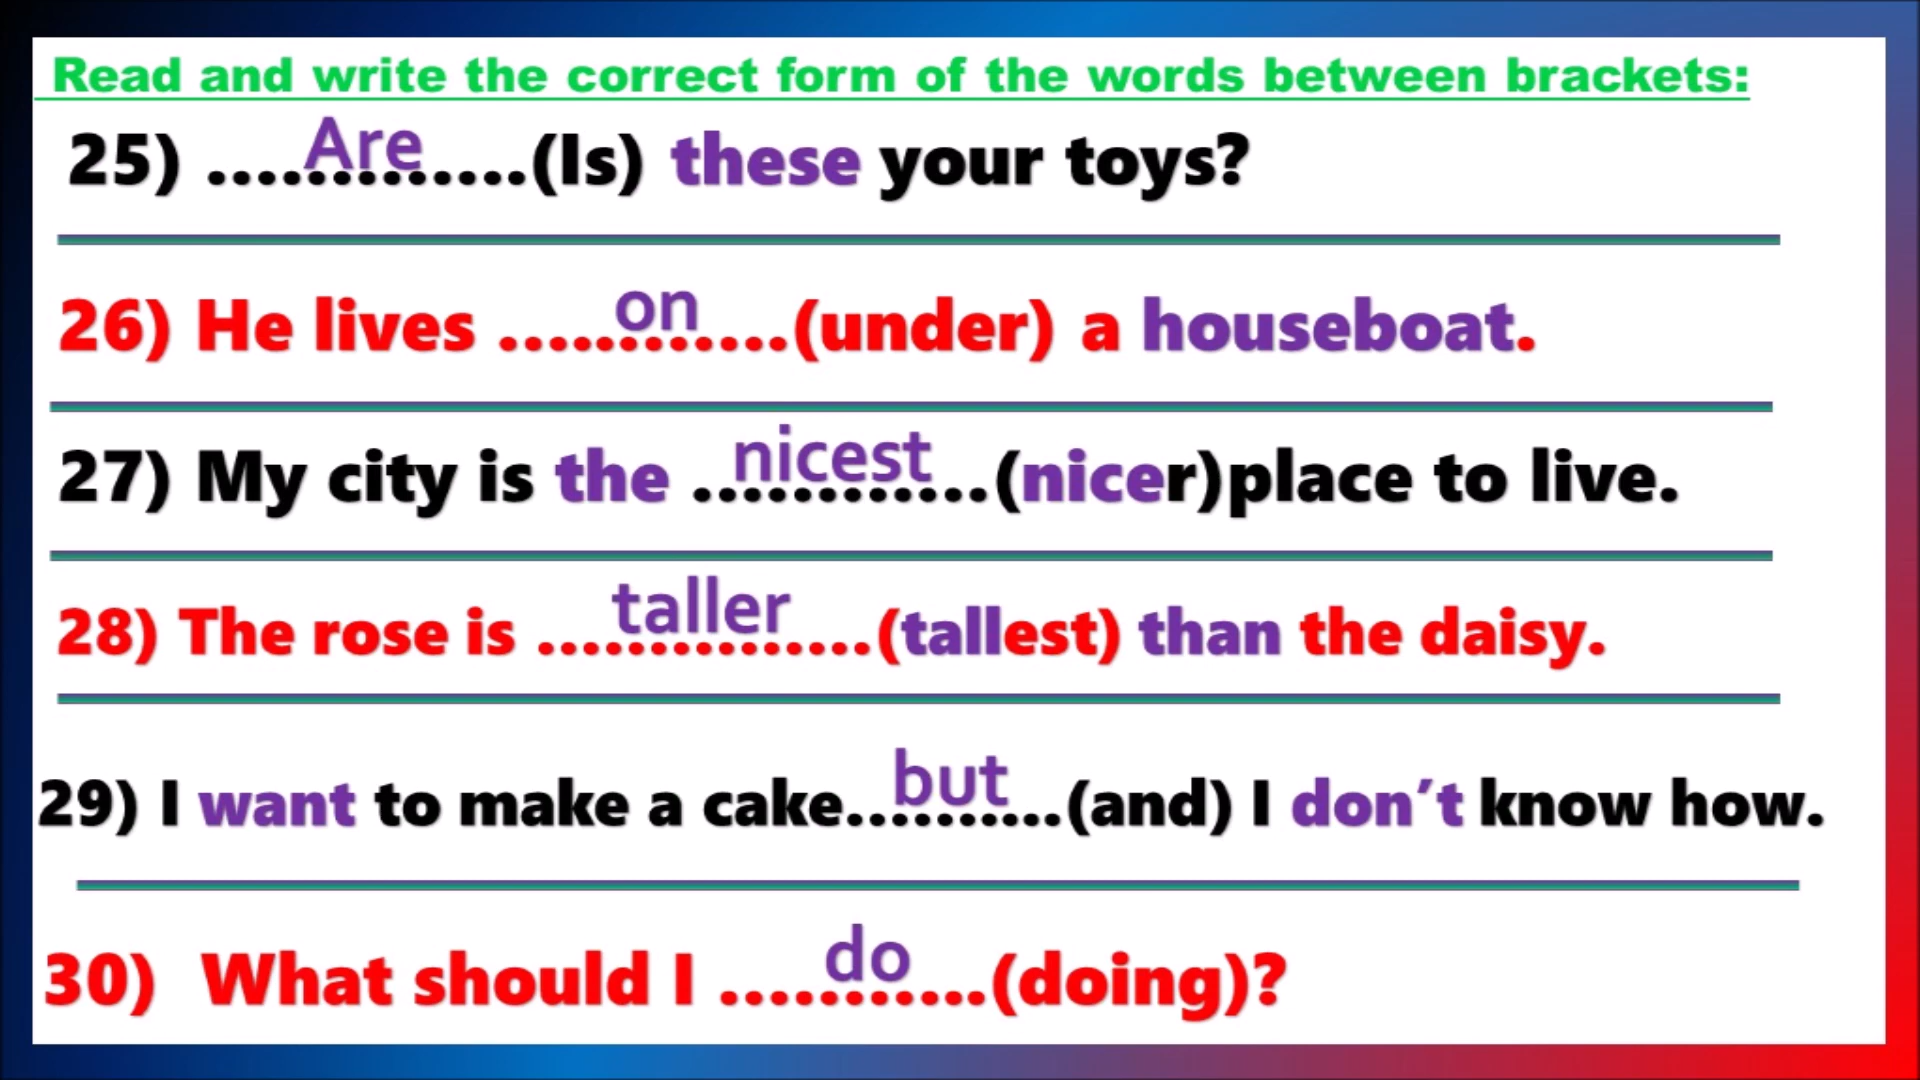 Read and write the correct form of the words between brackets:
25) ....Are....(Is) these your toys?
26) He lives ....on....(under) a houseboat.
27) My city is the ....nicest....(nicer)place to live.
28) The rose is ....taller....(tallest) than the daisy.
29) I want to make a cake....but....(and) I don´t know how.
30) What should I ....do....(doing)?